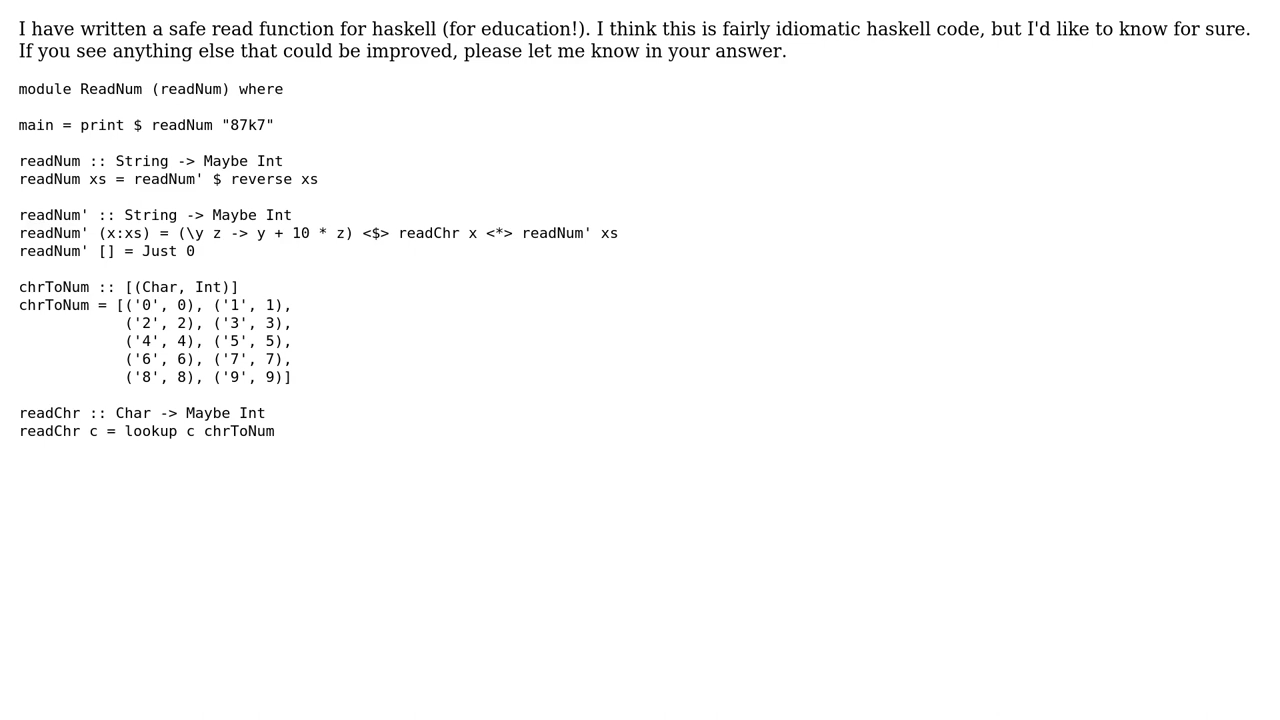 I have written a safe read function for haskell (for education!). I think this is fairly idiomatic haskell code, but I'd like to know for sure.
If you see anything else that could be improved, please let me know in your answer.
module ReadNum (readNum) where
main = print $ readNum "87k7"
readNum :: String -> Maybe Int
readNum xs = readNum' $ reverse xs
readNum' :: String -> Maybe Int
readNum' (x:xs) = (\y z -> y + 10 * z) <$> readChr x <*> readNum' xs
readNum' [] = Just 0
chrToNum :: [(Char, Int)]
chrToNum = [('0', 0), ('1', 1),
('2', 2), ('3', 3),
('4', 4), ('5', 5),
('6', 6), ('7', 7),
('8', 8), ('9', 9)]
readChr :: Char -> Maybe Int
readChr c = lookup c chrToNum